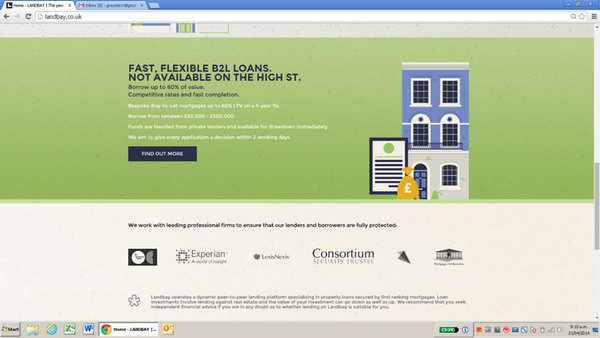 Home - LANDBAY | The peer
landbay.co.uk
FAST, FLEXIBLE B2L LOANS.
NOT AVAILABLE ON THE HIGH ST.
Borrow up to 80% of value.
Competitive rates and fast completion.
Bespoke Buy-to-Let mortgages up to 80% LTV on a 3-year fix.
Borrow from between £50,000 - £500,000.
Funds are blended from private lenders and available for drawdown immediately.
We aim to give every application a decision within 2 working days.
FIND OUT MORE
£
We work with leading professional firms to ensure that our lenders and borrowers are fully protected:
Experian
A world of insight
LexisNexis
Consortium
SECURITY TRUSTEE
Mortgages for Business
Landbay operates a dynamic peer-to-peer lending platform specialising in property loans secured by first ranking mortgages. Loan
investments involve lending against real estate and the value of your investment can go down as well as up. We recommend that you seek
independent financial advice if you are in any doubt as to whether lending on Landbay is suitable for you.
Start
Home - LANDBAY | ...
9:10 a.m.
21/04/2014